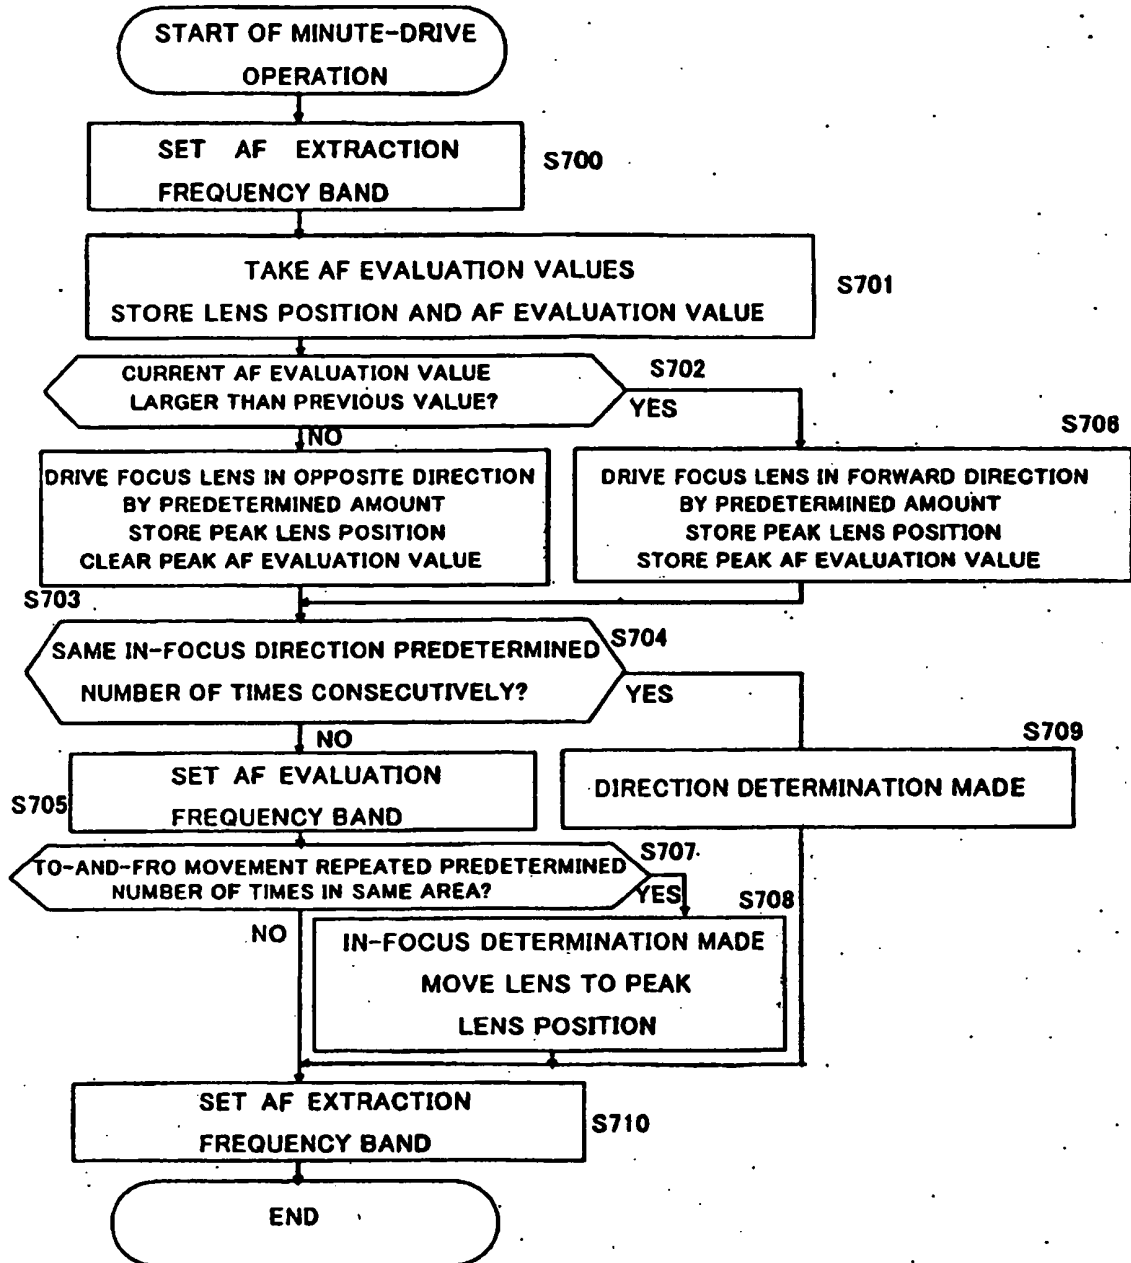 START OF MINUTE-DRIVE
OPERATION
SET AF EXTRACTION
FREQUENCY BAND
S700
TAKE AF EVALUATION VALUES
STORE LENS POSITION AND AF EVALUATION VALUE
S701
CURRENT AF EVALUATION VALUE
LARGER THAN PREVIOUS VALUE?
S702
YES
NO
S706
DRIVE FOCUS LENS IN OPPOSITE DIRECTION
BY PREDETERMINED AMOUNT
STORE PEAK LENS POSITION
CLEAR PEAK AF EVALUATION VALUE
S703
DRIVE FOCUS LENS IN FORWARD DIRECTION
BY PREDETERMINED AMOUNT
STORE PEAK LENS POSITION
STORE PEAK AF EVALUATION VALUE
SAME IN-FOCUS DIRECTION PREDETERMINED
NUMBER OF TIMES CONSECUTIVELY?
S704
YES
NO
S709
DIRECTION DETERMINATION MADE
SET AF EVALUATION
FREQUENCY BAND
S705
TO-AND-FRO MOVEMENT REPEATED PREDETERMINED
NUMBER OF TIMES IN SAME AREA?
S707
YES
NO
S708
IN-FOCUS DETERMINATION MADE
MOVE LENS TO PEAK
LENS POSITION
SET AF EXTRACTION
FREQUENCY BAND
S710
END